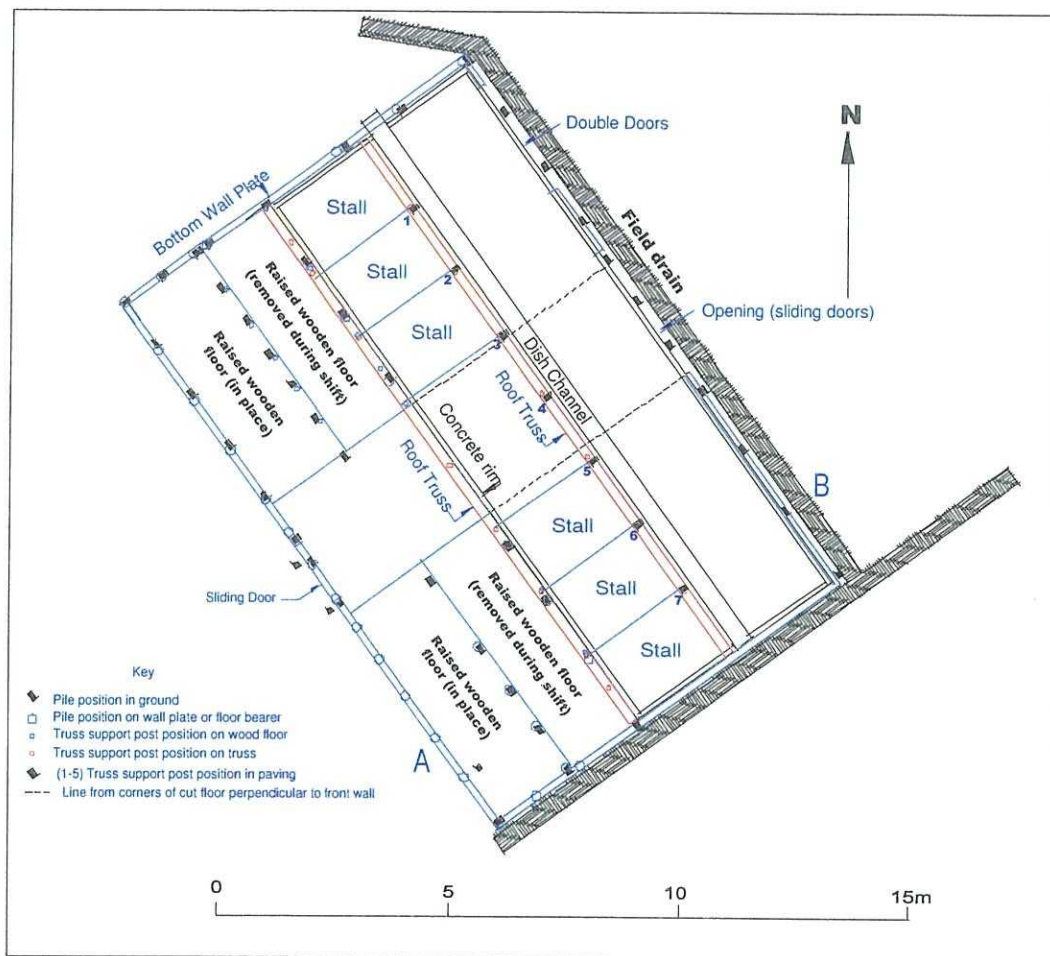 N
Double Doors
Bottom Wall Plate
Field drain
Stall
1
Stall
2
Stall
3
Raised wooden floor
(removed during shift)
Raised wooden
floor (in place)
Opening (sliding doors)
Dish Channel
Roof Truss
4
5
Concrete rim
Roof Truss
B
Stall
6
Stall
7
Stall
Sliding Door
Raised wooden floor
(removed during shift)
Raised wooden
floor (in place)
A
Key
Pile position in ground
Pile position on wall plate or floor bearer
Truss support post position on wood floor
Truss support post position on truss
(1-5) Truss support post position in paving
Line from corners of cut floor perpendicular to front wall
0
5
10
15m